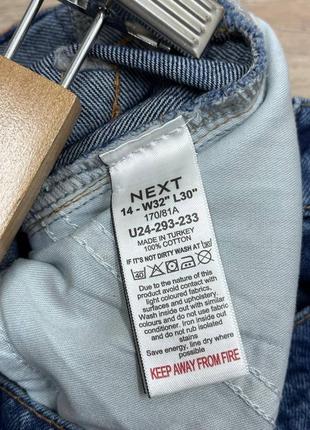 NEXT
14 - W32" L30"
170/81A
U24-293-233
MADE IN TURKEY
100% COTTON
IF IT'S NOT DIRTY WASH AT 30
40
Due to the nature of this
product avoid contact with
light coloured fabrics,
surfaces and upholstery.
Wash inside out with similar
colours and do not use fabric
conditioner. Iron inside out
and do not rub isolated
stains
Save energy, line dry where
possible
KEEP AWAY FROM FIRE